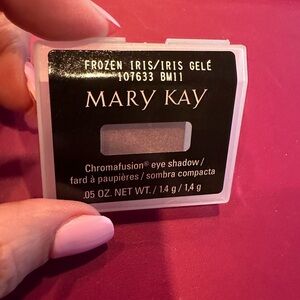 FROZEN IRIS/IRIS GELÉ
107633 BM11
MARY KAY
Chromafusion® eye shadow /
fard à paupières / sombra compacta
.05 OZ. NET WT. / 1.4 g / 1,4 g